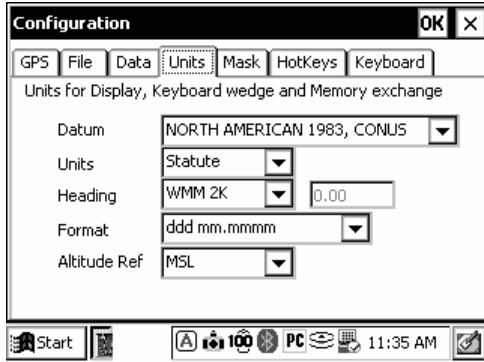 Configuration OK ×
GPS File Data Units Mask HotKeys Keyboard
Units for Display, Keyboard wedge and Memory exchange
Datum NORTH AMERICAN 1983, CONUS
Units Statute
Heading WMM 2K 0.00
Format ddd mm.mmmm
Altitude Ref MSL
Start A 100 PC 11:35 AM